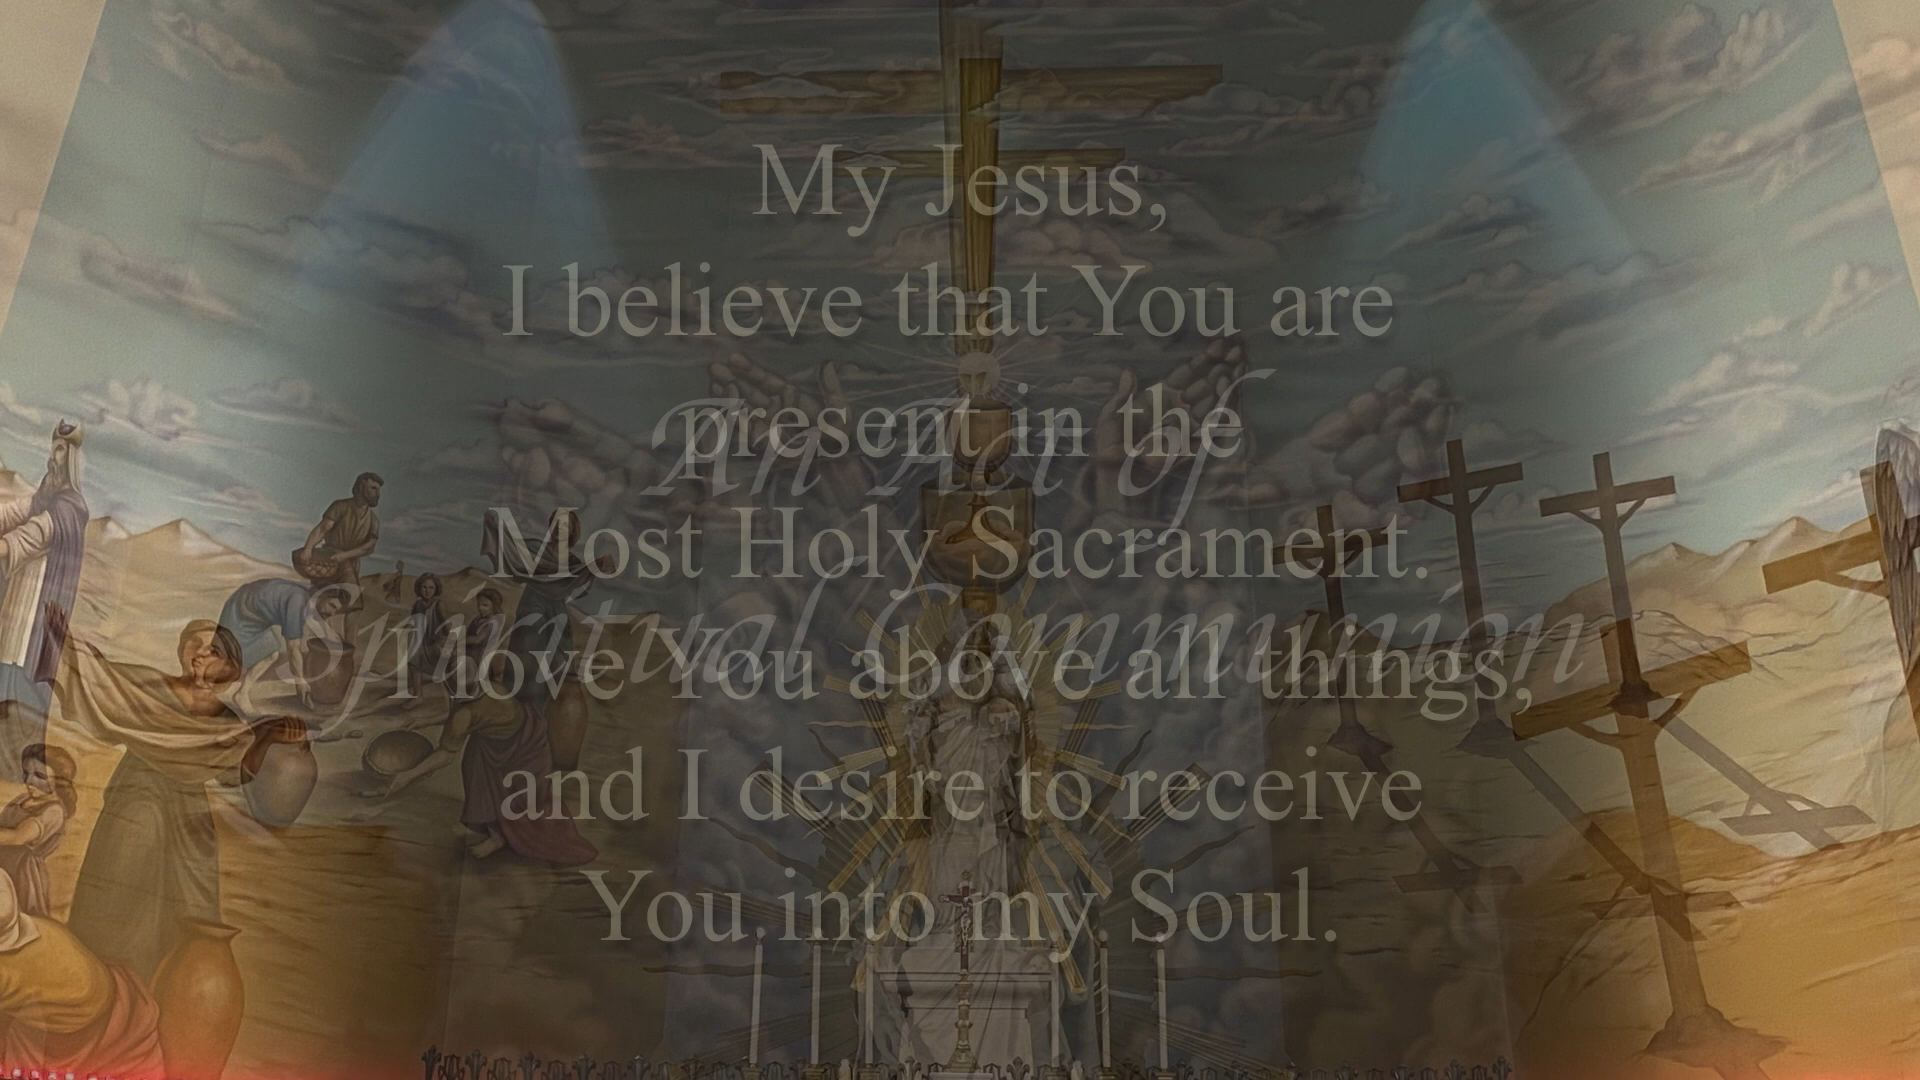 My Jesus,
I believe that You are
present in the
An Act of
Most Holy Sacrament.
Spiritual Communion
I love You above all things,
and I desire to receive
You into my Soul.